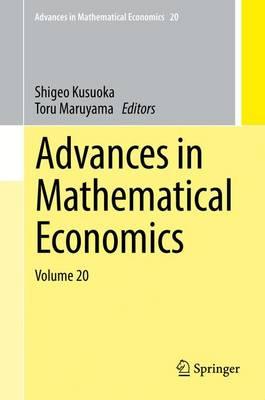 Advances in Mathematical Economics 20
Shigeo Kusuoka
Toru Maruyama Editors
Advances in
Mathematical
Economics
Volume 20
Springer